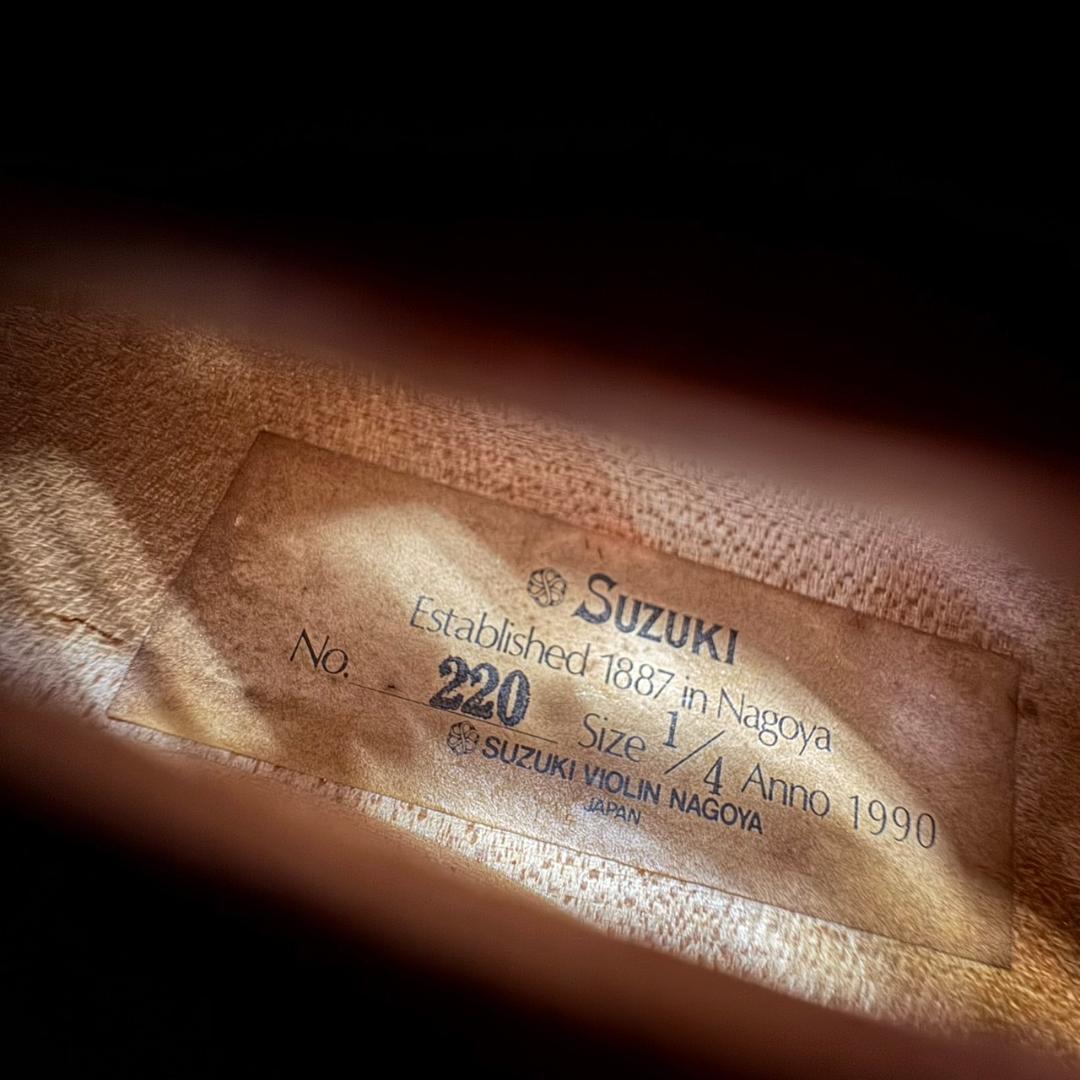 SUZUKI
Established 1887 in Nagoya
No. 220 Size 1/4 Anno 1990
SUZUKI VIOLIN NAGOYA
JAPAN